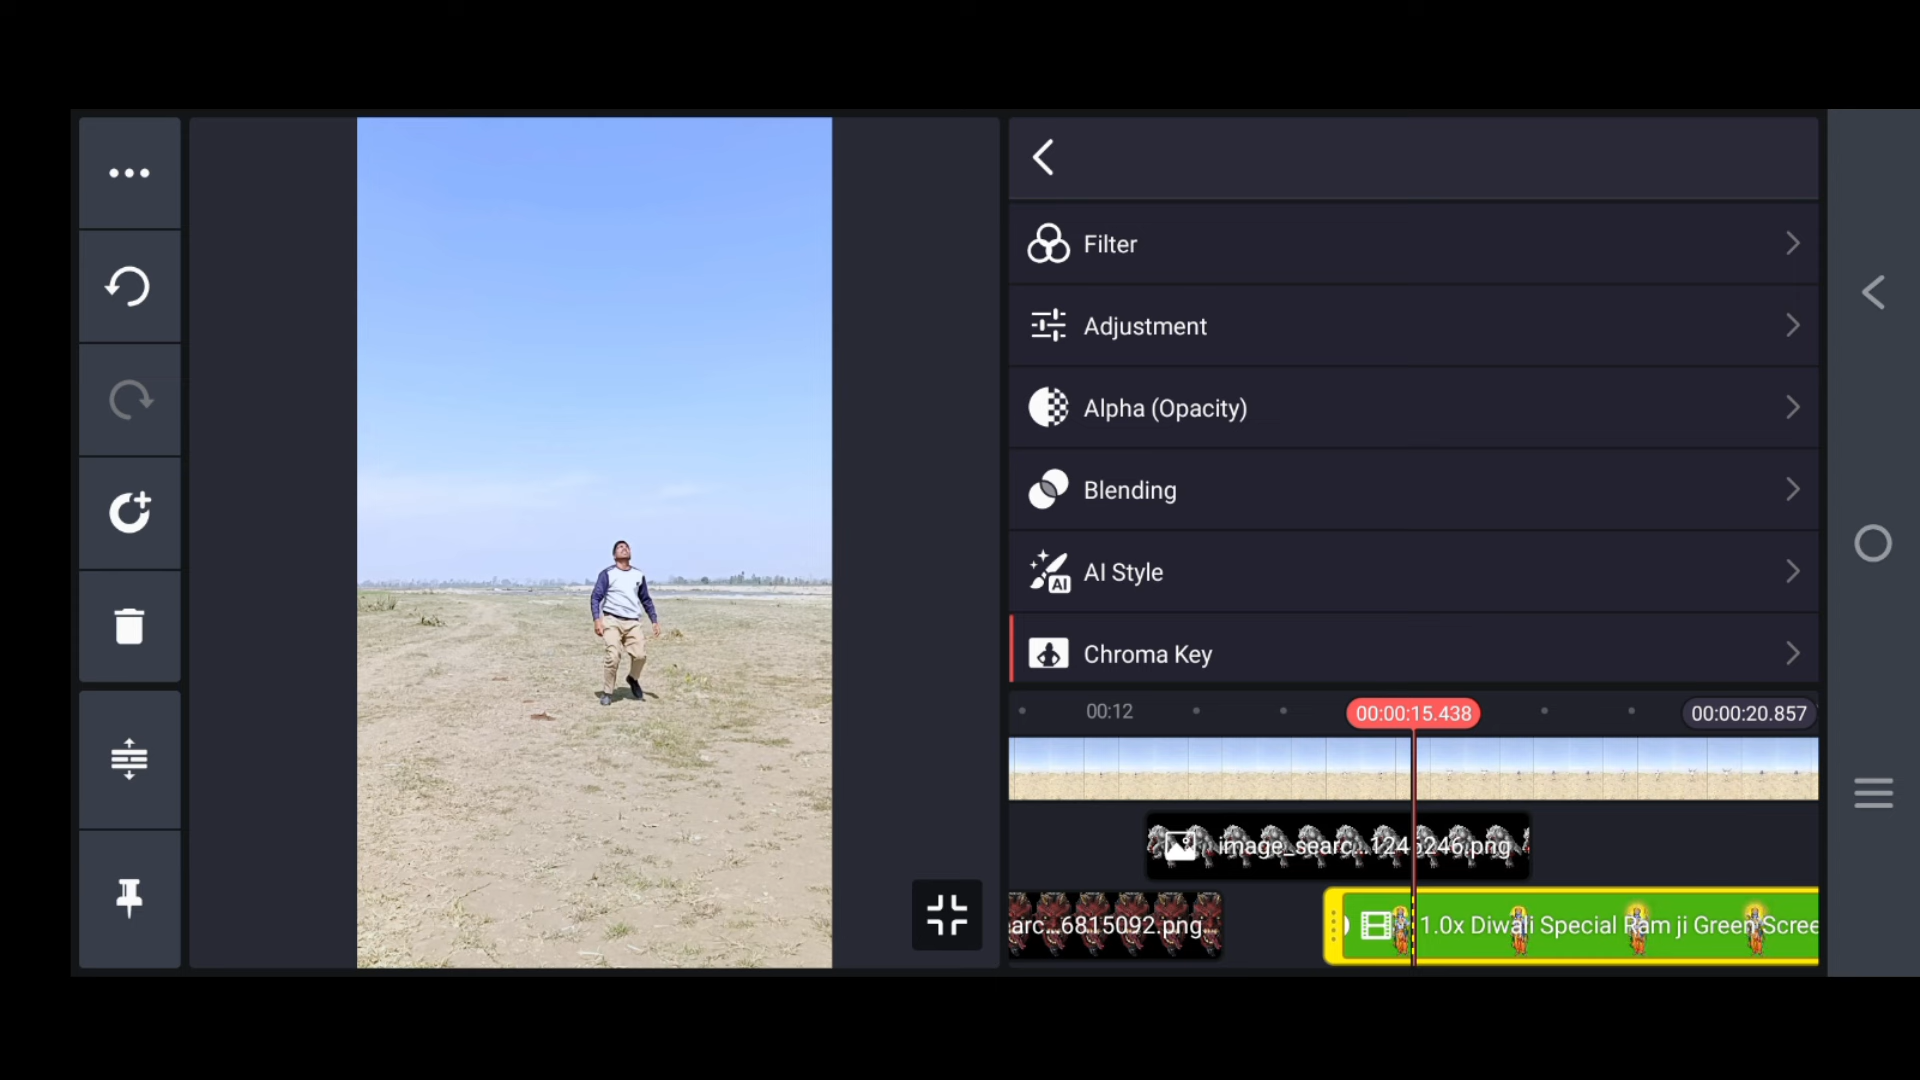 Filter
Adjustment
Alpha (Opacity)
Blending
AI Style
Chroma Key
00:12
00:00:15.438
00:00:20.857
image_searc...1245246.png
arc...6815092.png
1.0x Diwali Special Ram ji Green Scree